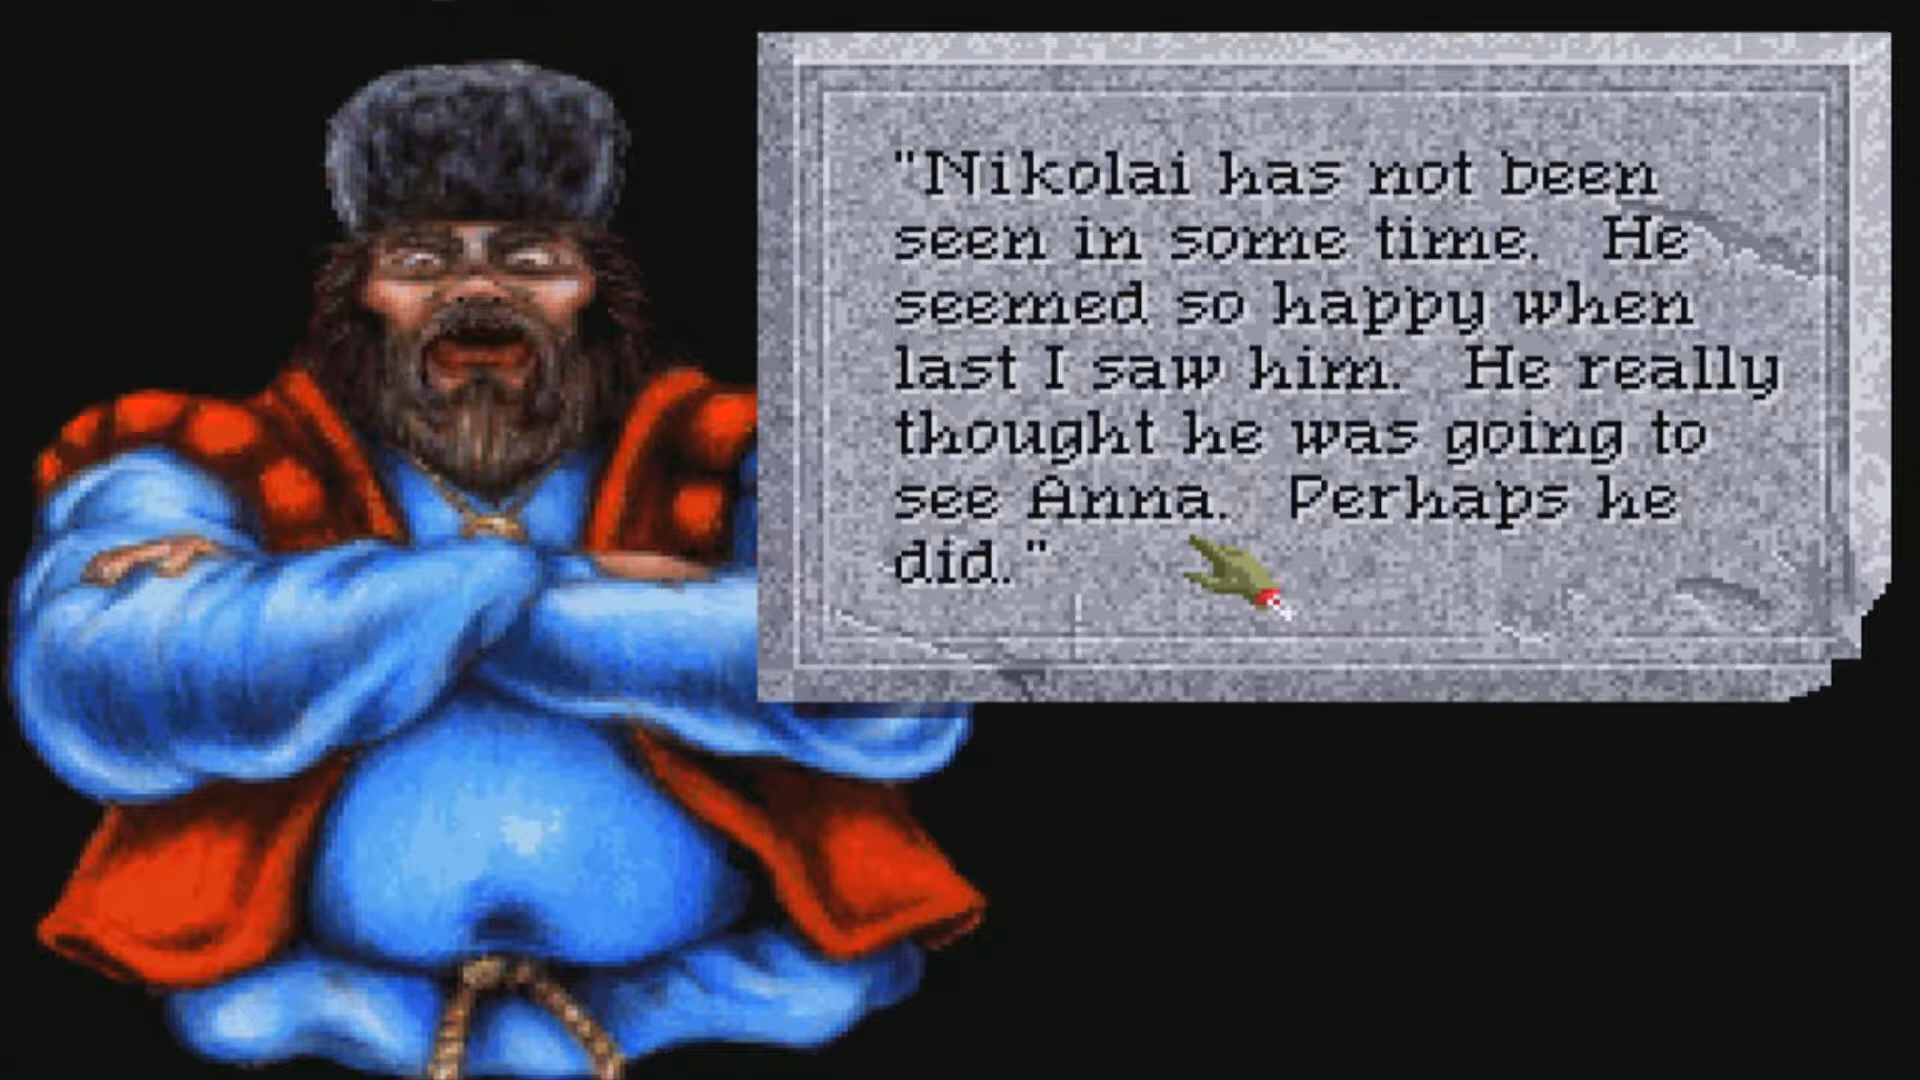 "Nikolai has not been
seen in some time.  He
seemed so happy when
last I saw him.  He really
thought he was going to
see Anna.  Perhaps he
did."